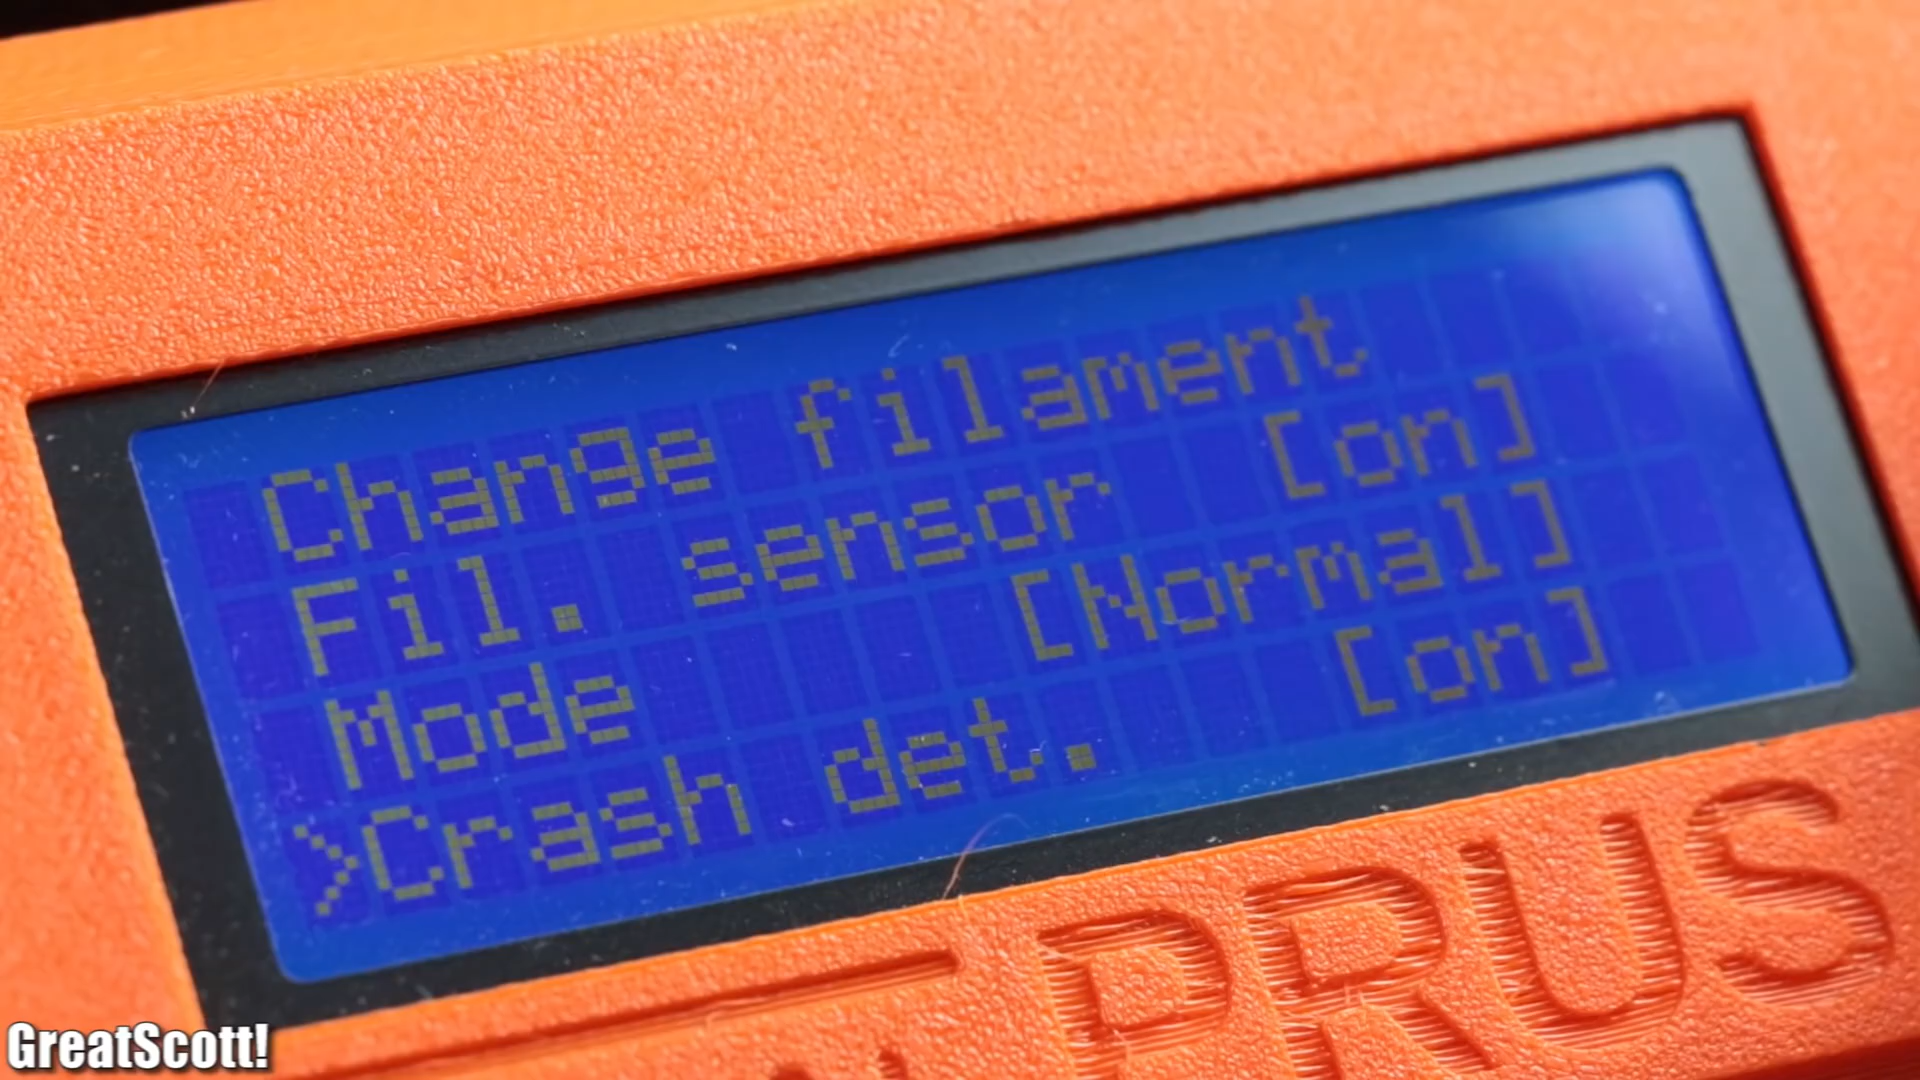 Change filament
Fil. sensor [on]
Mode [Normal]
>Crash det. [on]
PRUS
GreatScott!